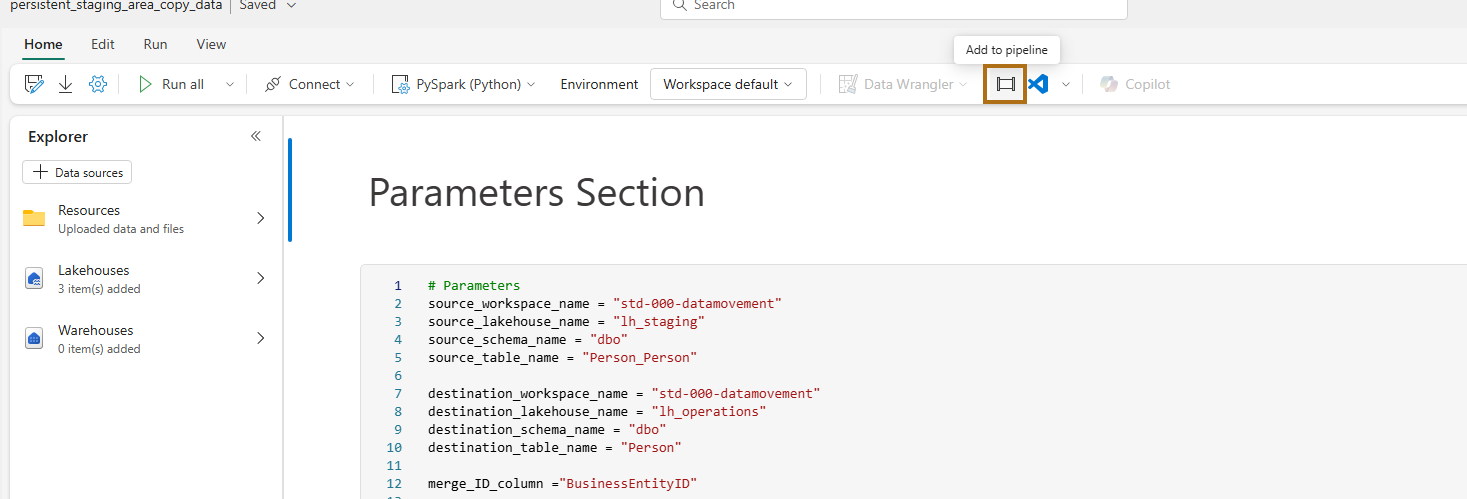 persistent_staging_area_copy_data | Saved
Search
Home Edit Run View
Add to pipeline
Run all Connect PySpark (Python) Environment Workspace default Data Wrangler Copilot
Explorer
Data sources
Resources
Uploaded data and files
Lakehouses
3 item(s) added
Warehouses
0 item(s) added
Parameters Section
1 # Parameters
2 source_workspace_name = "std-000-datamovement"
3 source_lakehouse_name = "lh_staging"
4 source_schema_name = "dbo"
5 source_table_name = "Person_Person"
6
7 destination_workspace_name = "std-000-datamovement"
8 destination_lakehouse_name = "lh_operations"
9 destination_schema_name = "dbo"
10 destination_table_name = "Person"
11
12 merge_ID_column ="BusinessEntityID"